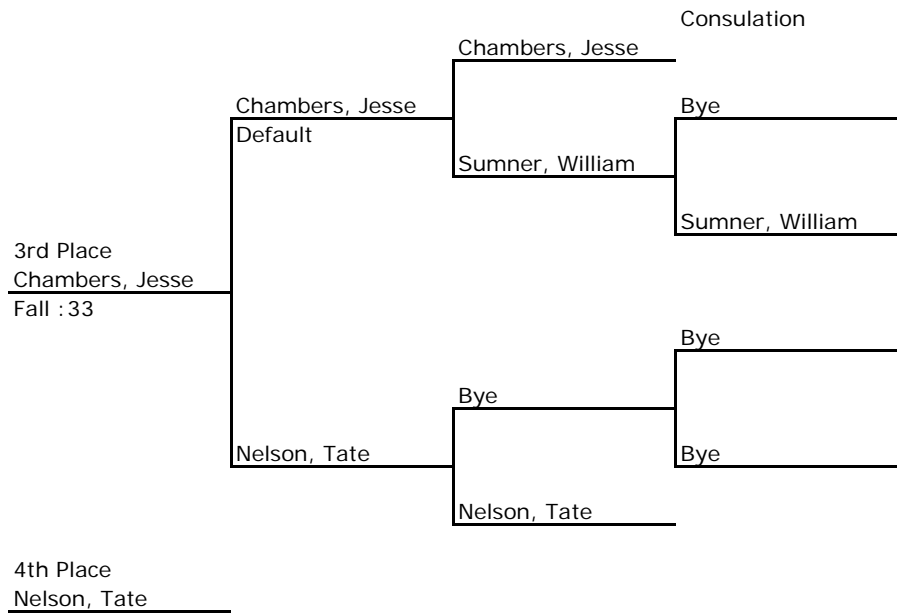 Consulation
Chambers, Jesse
Chambers, Jesse
Bye
Default
Sumner, William
Sumner, William
3rd Place
Chambers, Jesse
Fall :33
Bye
Bye
Nelson, Tate
Bye
Nelson, Tate
4th Place
Nelson, Tate